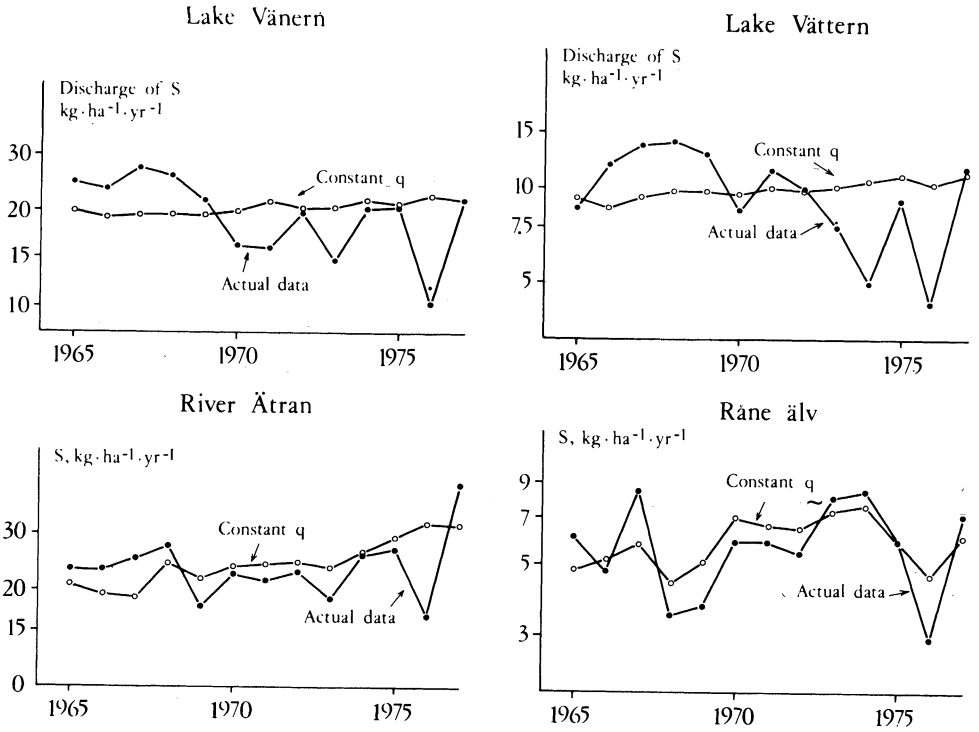 Lake Vänern
Discharge of S
kg·ha⁻¹·yr⁻¹
30
20
15
10
Constant q
Actual data
1965 1970 1975
Lake Vättern
Discharge of S
kg·ha⁻¹·yr⁻¹
15
10
7.5
5
Constant q
Actual data
1965 1970 1975
River Ätran
S, kg·ha⁻¹·yr⁻¹
30
20
15
0
Constant q
Actual data
1965 1970 1975
Råne älv
S, kg·ha⁻¹·yr⁻¹
9
7
5
3
Constant q
~
Actual data
1965 1970 1975